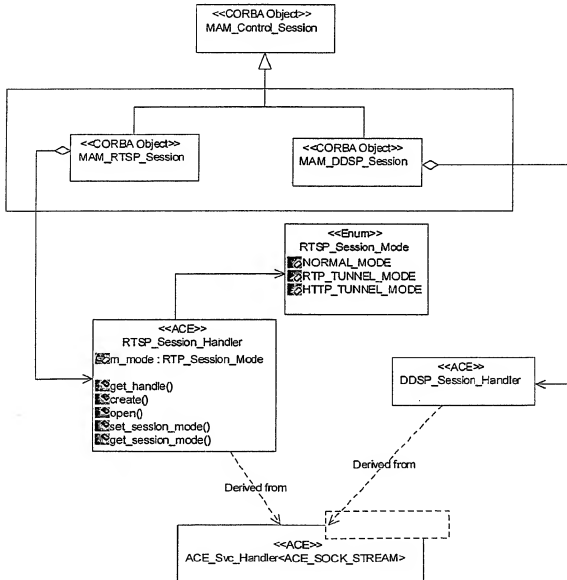 <<CORBA Object>>
MAM_Control_Session
<<CORBA Object>>
MAM_RTSP_Session
<<CORBA Object>>
MAM_DDSP_Session
<<Enum>>
RTSP_Session_Mode
NORMAL_MODE
RTP_TUNNEL_MODE
HTTP_TUNNEL_MODE
<<ACE>>
RTSP_Session_Handler
m_mode : RTP_Session_Mode
get_handle()
create()
open()
set_session_mode()
get_session_mode()
<<ACE>>
DDSP_Session_Handler
Derived from
Derived from
<<ACE>>
ACE_Svc_Handler<ACE_SOCK_STREAM>